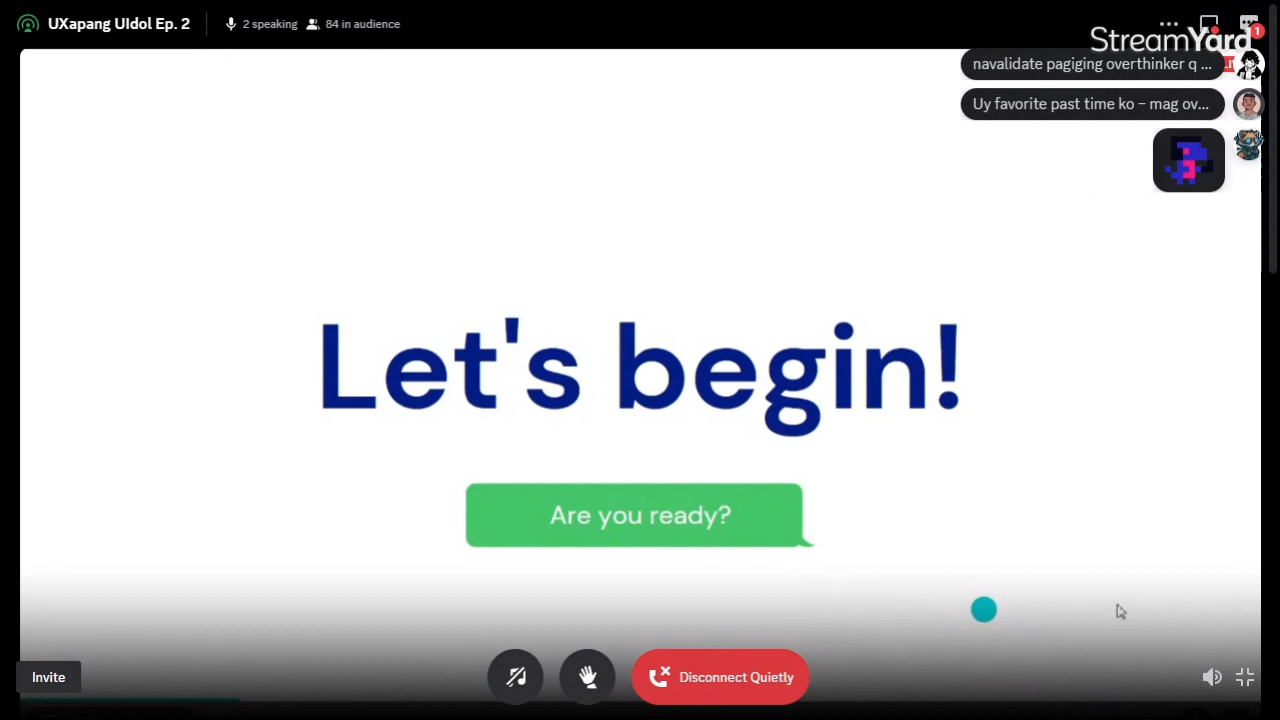 UXapang UIdol Ep. 2
2 speaking
84 in audience
1
StreamYard
navalidate pagiging overthinker q ...
Uy favorite past time ko – mag ov...
Let's begin!
Are you ready?
Invite
Disconnect Quietly